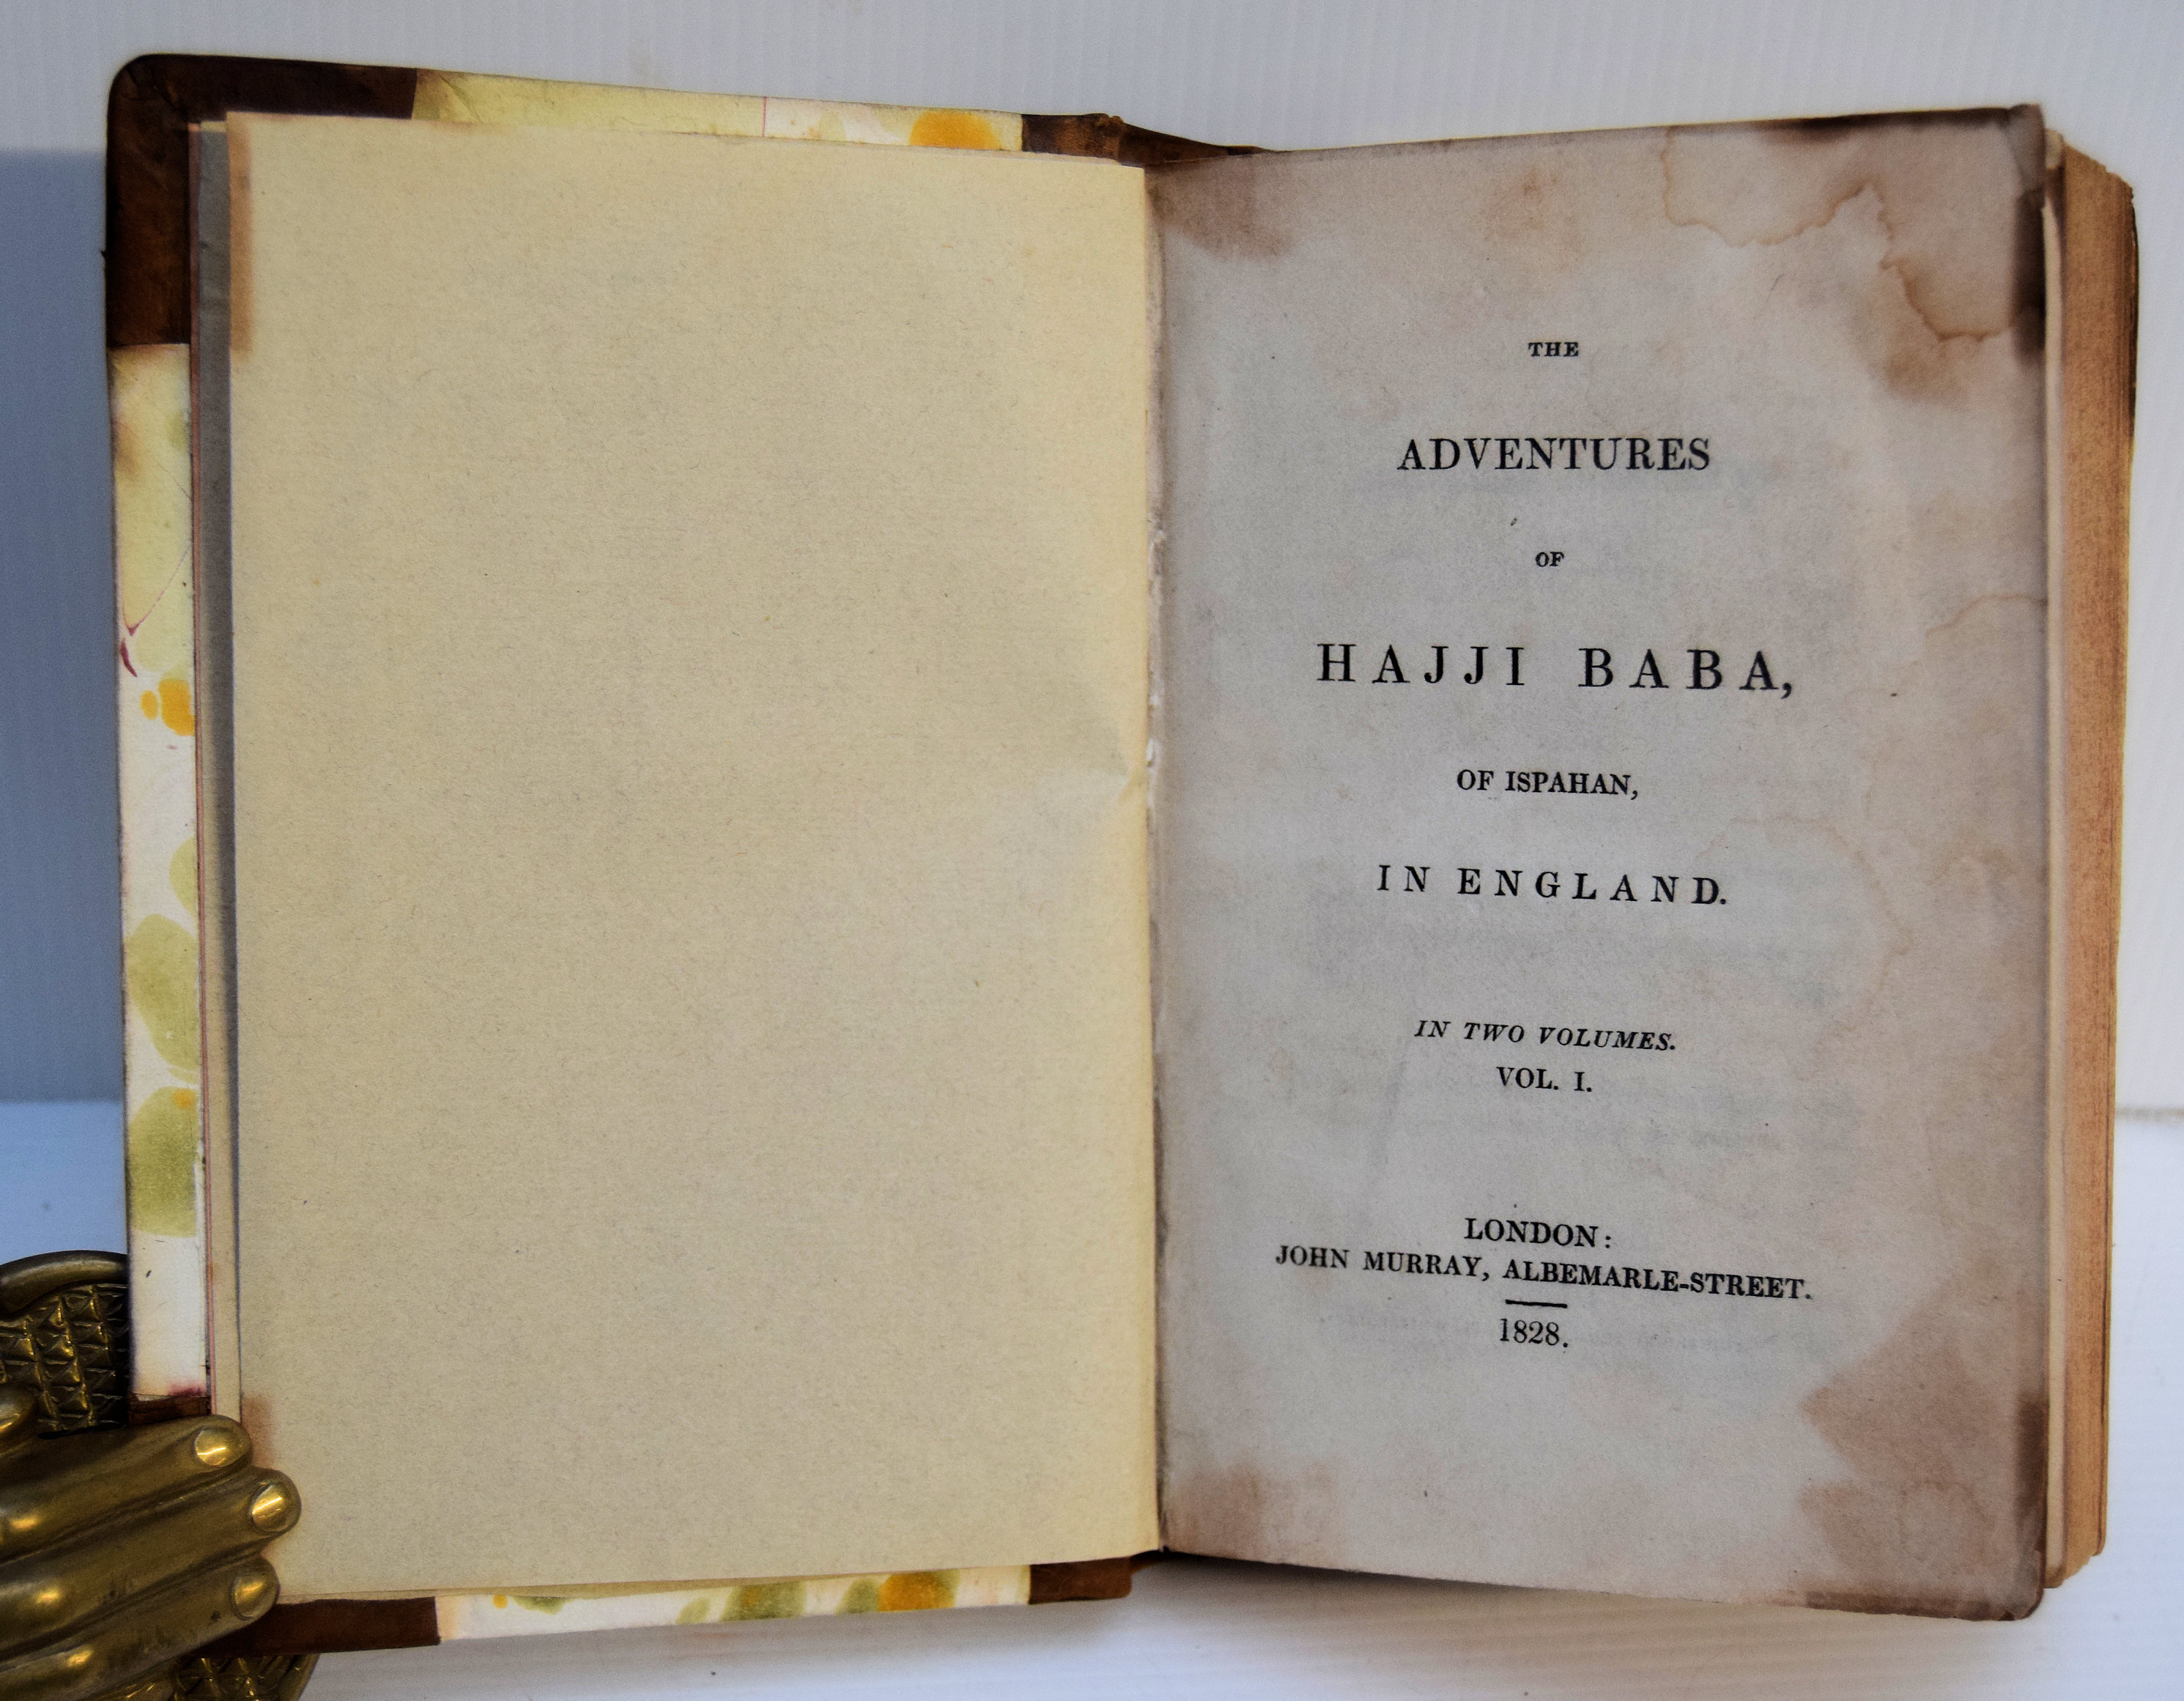 THE
ADVENTURES
OF
HAJJI BABA,
OF ISPAHAN,
IN ENGLAND.
IN TWO VOLUMES.
VOL. I.
LONDON:
JOHN MURRAY, ALBEMARLE-STREET.
1828.